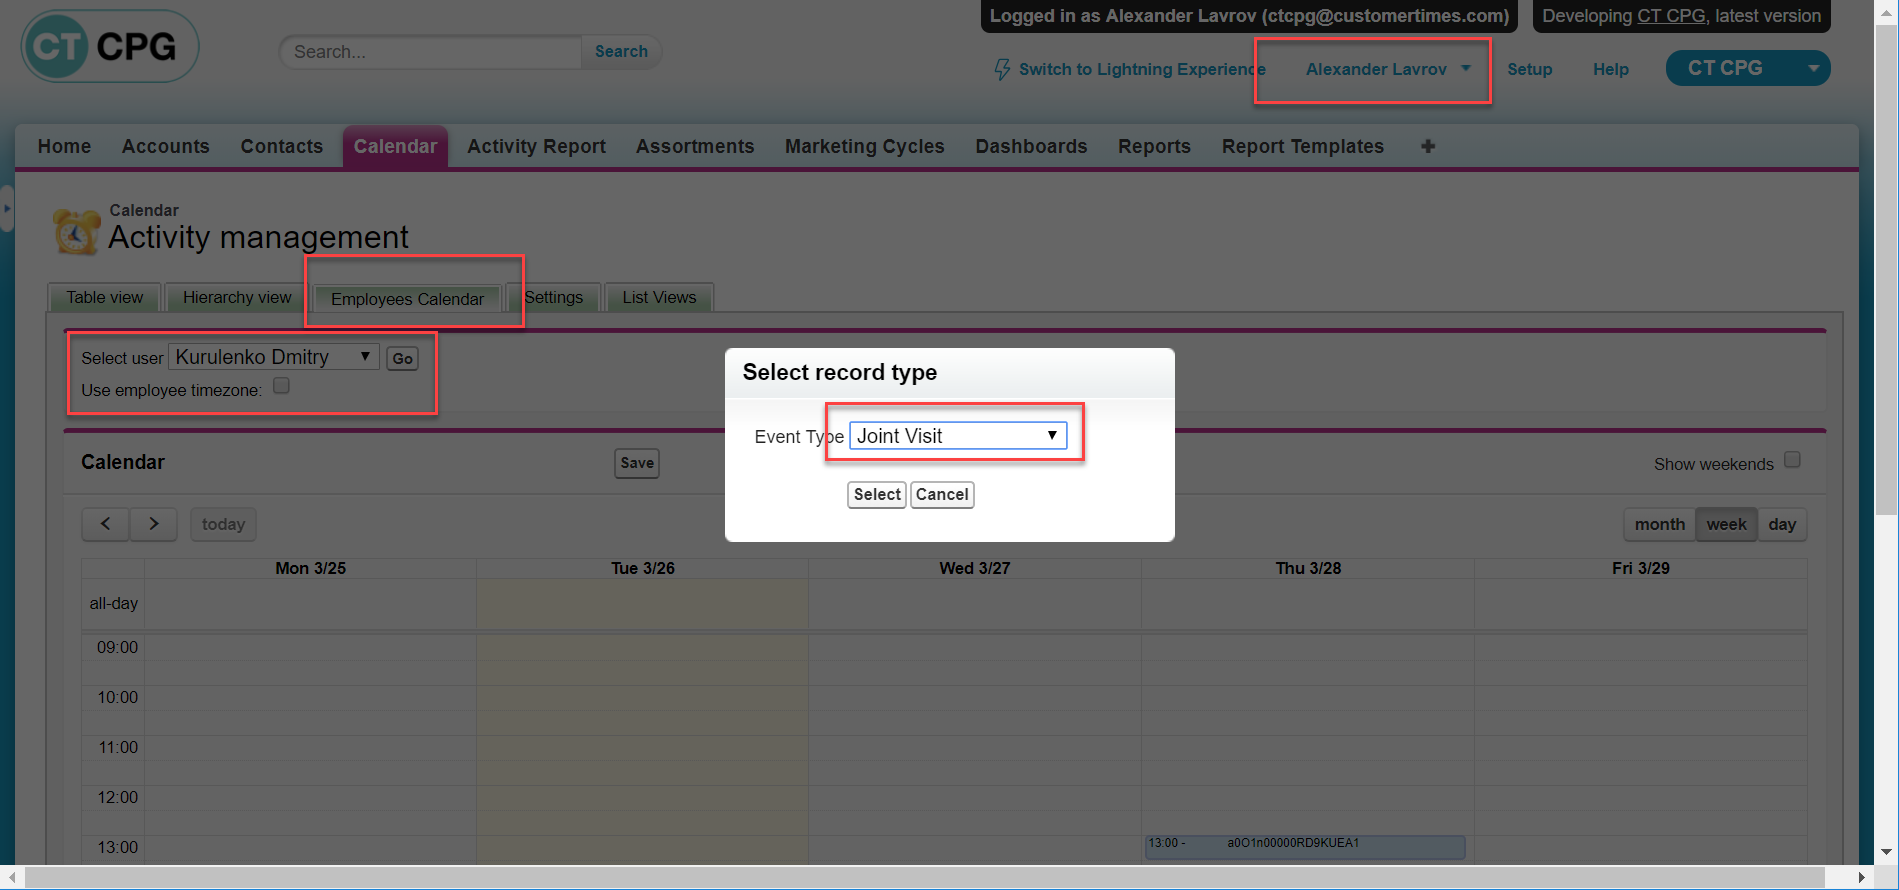 Logged in as Alexander Lavrov (ctcpg@customertimes.com)
Developing CT CPG, latest version
CT CPG
Search...
Search
Switch to Lightning Experience
Alexander Lavrov
Setup
Help
CT CPG
Home
Accounts
Contacts
Calendar
Activity Report
Assortments
Marketing Cycles
Dashboards
Reports
Report Templates
Calendar
Activity management
Table view
Hierarchy view
Employees Calendar
Settings
List Views
Select user Kurulenko Dmitry Go
Use employee timezone:
Select record type
Event Type Joint Visit
Select Cancel
Calendar
Save
Show weekends
today
month week day
Mon 3/25
Tue 3/26
Wed 3/27
Thu 3/28
Fri 3/29
all-day
09:00
10:00
11:00
12:00
13:00
13:00 - a0O1n00000RD9KUEA1